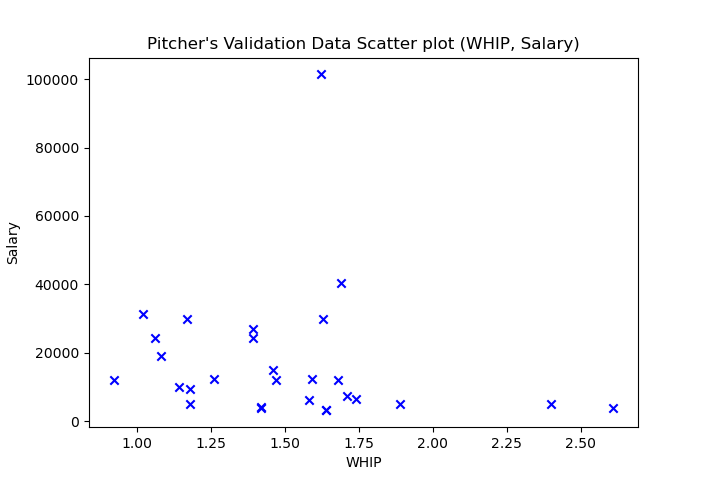 Pitcher's Validation Data Scatter plot (WHIP, Salary)
100000
80000
60000
40000
20000
0
Salary
1.00 1.25 1.50 1.75 2.00 2.25 2.50
WHIP